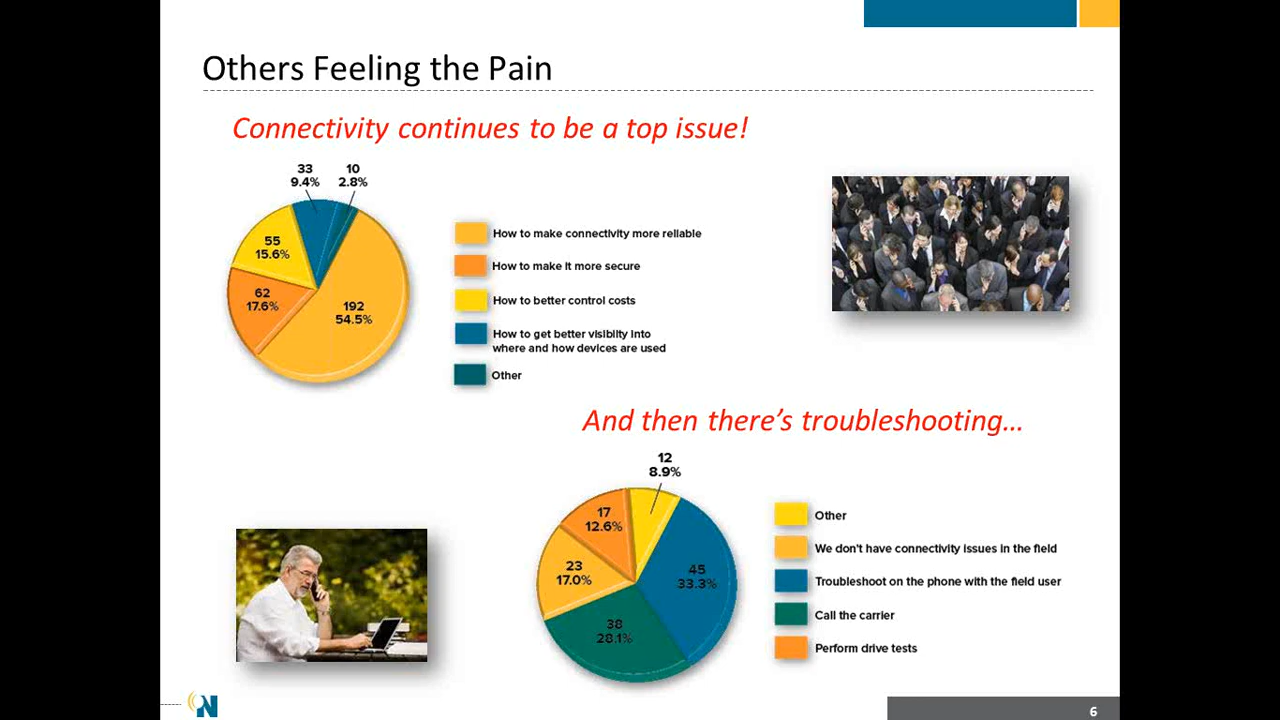 Others Feeling the Pain
Connectivity continues to be a top issue!
33
9.4%
10
2.8%
55
15.6%
62
17.6%
192
54.5%
How to make connectivity more reliable
How to make it more secure
How to better control costs
How to get better visiblity into
where and how devices are used
Other
And then there's troubleshooting...
12
8.9%
17
12.6%
23
17.0%
45
33.3%
38
28.1%
Other
We don't have connectivity issues in the field
Troubleshoot on the phone with the field user
Call the carrier
Perform drive tests
N
6